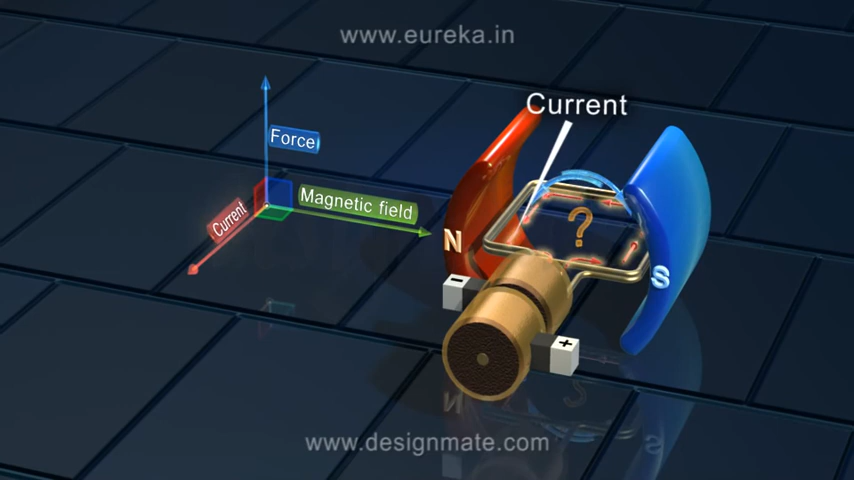 www.eureka.in
Current
Force
Magnetic field
Current
N
?
S
-
+
www.designmate.com